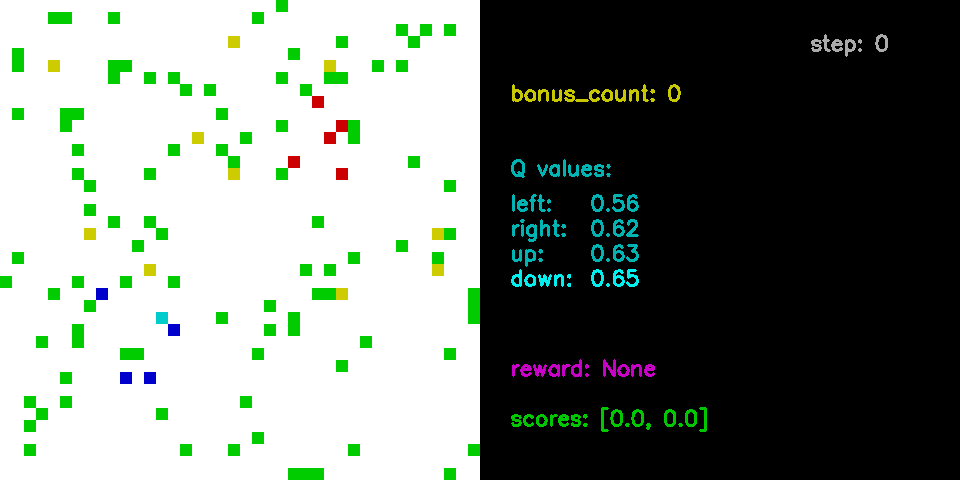 step: 0
bonus_count: 0
Q values:
left: 0.56
right: 0.62
up: 0.63
down: 0.65
reward: None
scores: [0.0, 0.0]